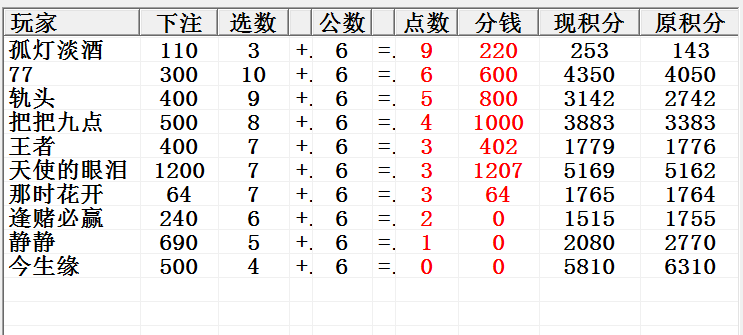 玩家 下注 选数 公数 点数 分钱 现积分 原积分
孤灯淡酒 110 3 +. 6 =. 9 220 253 143
77 300 10 +. 6 =. 6 600 4350 4050
轨头 400 9 +. 6 =. 5 800 3142 2742
把把九点 500 8 +. 6 =. 4 1000 3883 3383
王者 400 7 +. 6 =. 3 402 1779 1776
天使的眼泪 1200 7 +. 6 =. 3 1207 5169 5162
那时花开 64 7 +. 6 =. 3 64 1765 1764
逢赌必赢 240 6 +. 6 =. 2 0 1515 1755
静静 690 5 +. 6 =. 1 0 2080 2770
今生缘 500 4 +. 6 =. 0 0 5810 6310